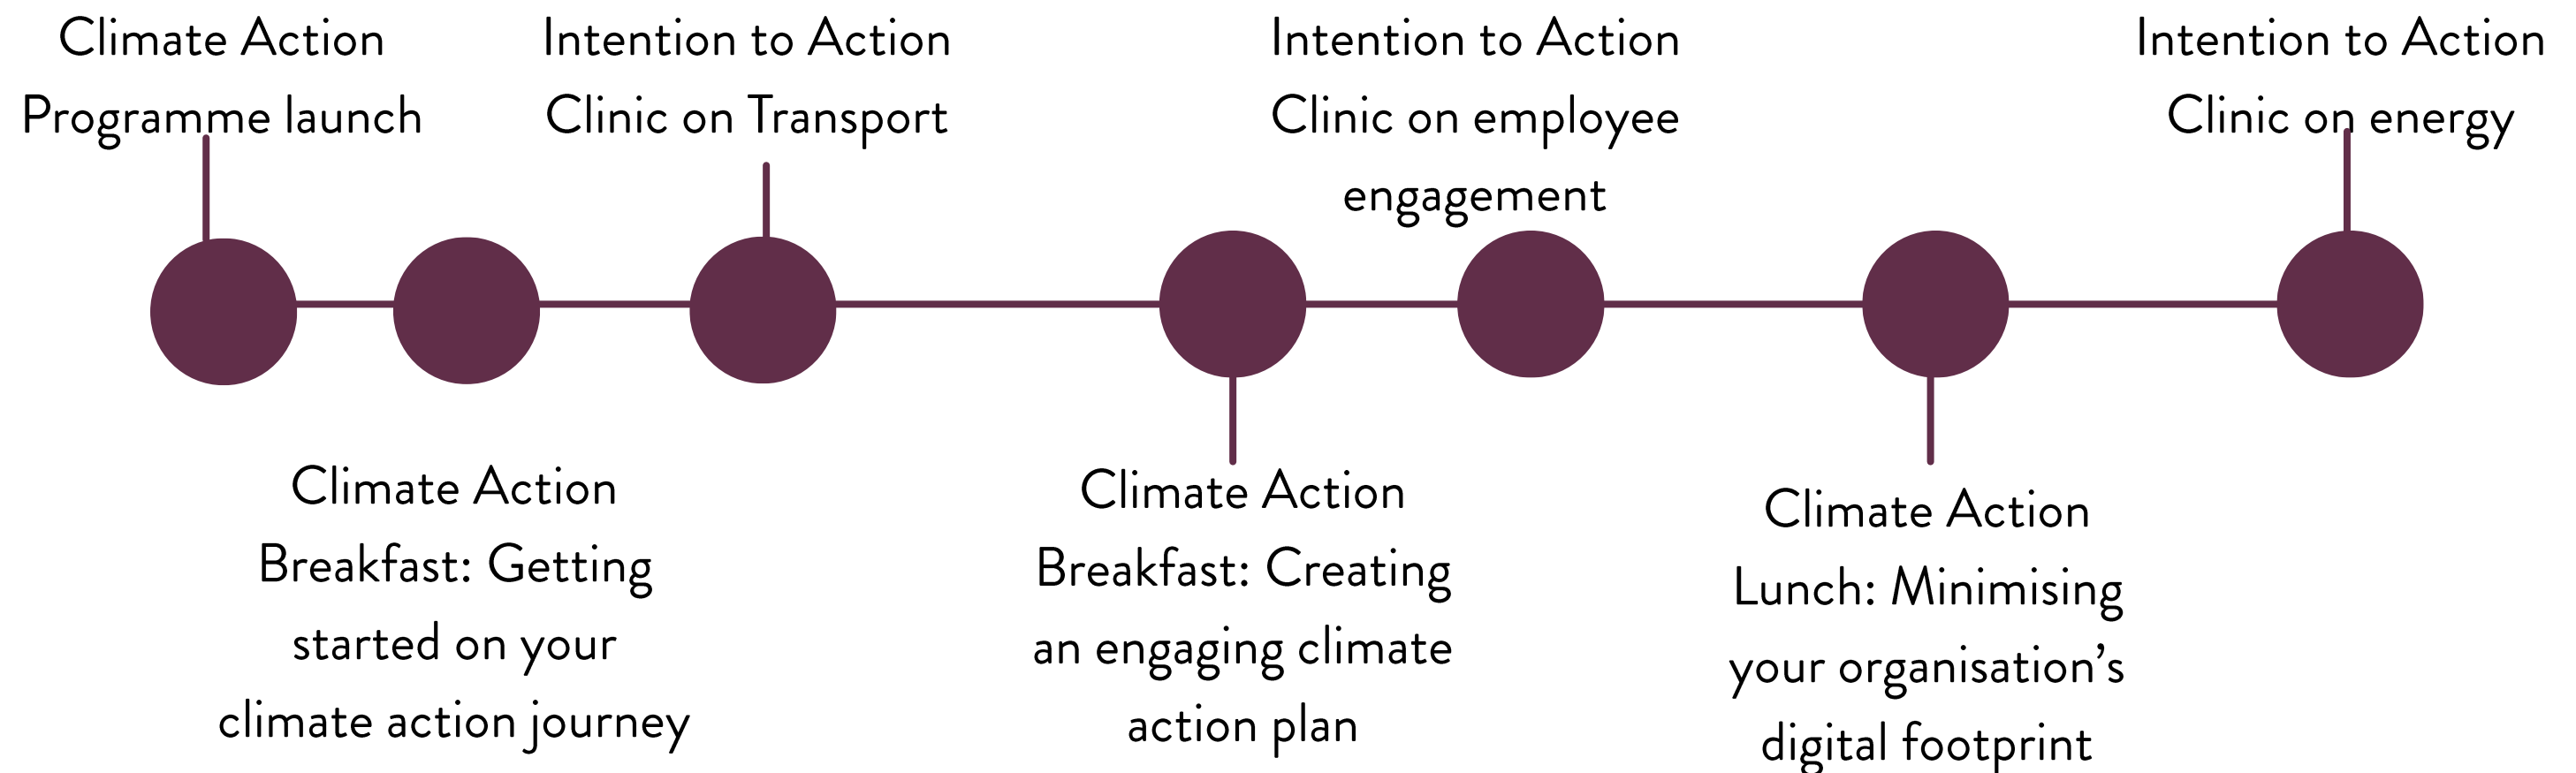 Climate Action
Programme launch
Intention to Action
Clinic on Transport
Intention to Action
Clinic on employee
engagement
Intention to Action
Clinic on energy
Climate Action
Breakfast: Getting
started on your
climate action journey
Climate Action
Breakfast: Creating
an engaging climate
action plan
Climate Action
Lunch: Minimising
your organisation’s
digital footprint